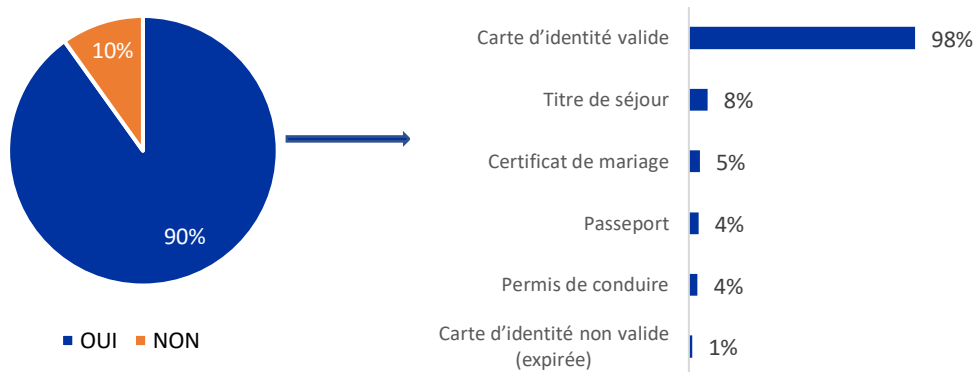 10%
90%
OUI NON
Carte d’identité valide 98%
Titre de séjour 8%
Certificat de mariage 5%
Passeport 4%
Permis de conduire 4%
Carte d’identité non valide
(expirée) 1%